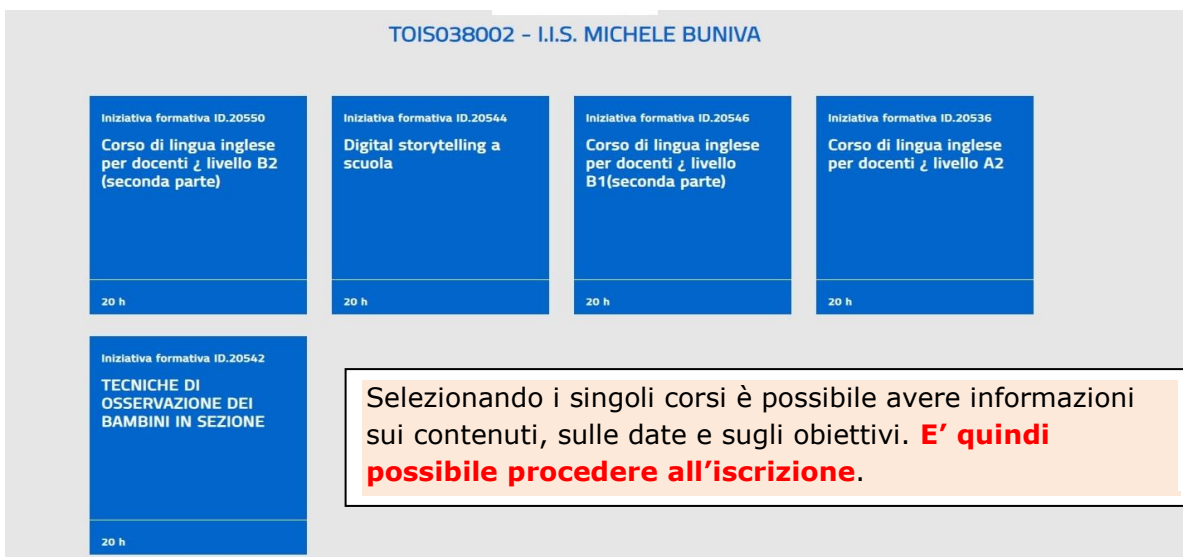 TOIS038002 - I.I.S. MICHELE BUNIVA
Iniziativa formativa ID.20550
Corso di lingua inglese
per docenti ¿ livello B2
(seconda parte)
20 h
Iniziativa formativa ID.20544
Digital storytelling a
scuola
20 h
Iniziativa formativa ID.20546
Corso di lingua inglese
per docenti ¿ livello
B1(seconda parte)
20 h
Iniziativa formativa ID.20536
Corso di lingua inglese
per docenti ¿ livello A2
20 h
Iniziativa formativa ID.20542
TECNICHE DI
OSSERVAZIONE DEI
BAMBINI IN SEZIONE
20 h
Selezionando i singoli corsi è possibile avere informazioni
sui contenuti, sulle date e sugli obiettivi. E’ quindi
possibile procedere all’iscrizione.